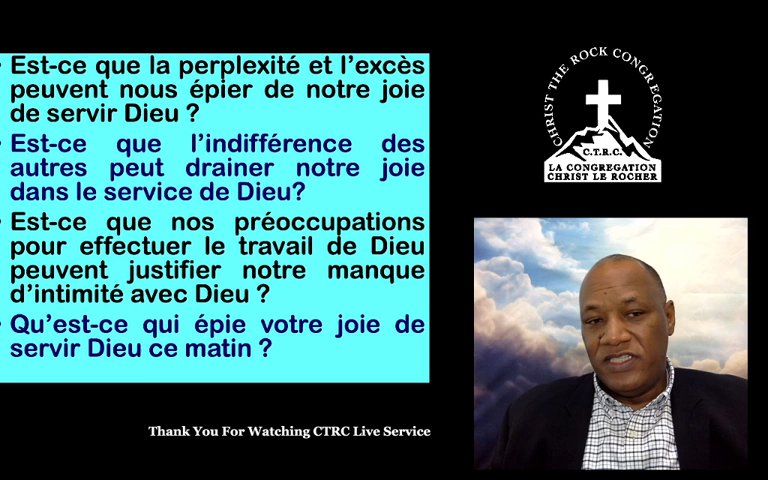 • Est-ce que la perplexité et l’excès
peuvent nous épier de notre joie
de servir Dieu ?
• Est-ce que l’indifférence des
autres peut drainer notre joie
dans le service de Dieu?
• Est-ce que nos préoccupations
pour effectuer le travail de Dieu
peuvent justifier notre manque
d’intimité avec Dieu ?
• Qu’est-ce qui épie votre joie de
servir Dieu ce matin ?
CHRIST THE ROCK CONGREGATION
C.T.R.C.
LA CONGREGATION
CHRIST LE ROCHER
Thank You For Watching CTRC Live Service